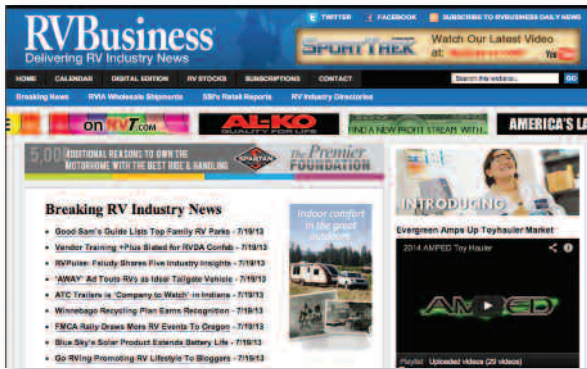 TWITTER FACEBOOK SUBSCRIBE TO RVBUSINESS DAILY NEWS
RVBusiness
Delivering RV Industry News
SPORTTREK
Watch Our Latest Video
at:
You
HOME CALENDAR DIGITAL EDITION RV STOCKS SUBSCRIPTIONS CONTACT
Search this website...
GO
Breaking News RVIA Wholesale Shipments SSI's Retail Reports RV Industry Directories
on RVT.COM
AL-KO
QUALITY FOR LIFE
FIND A NEW PROFIT STREAM WITH...
AMERICA'S LA
5,00 ADDITIONAL REASONS TO OWN THE
MOTORHOME WITH THE BEST RIDE & HANDLING
SPARTAN
The Premier
FOUNDATION
INTRODUCING
Breaking RV Industry News
Good Sam's Guide Lists Top Family RV Parks - 7/19/13
Vendor Training +Plus Slated for RVDA Confab - 7/19/13
RVPulse: Feludy Shares Five Industry Insights - 7/19/13
'AWAY' Ad Touts RVs as Ideal Tailgate Vehicle - 7/19/13
ATC Trailers is 'Company to Watch' in Indiana - 7/19/13
Winnebago Recycling Plan Earns Recognition - 7/19/13
FMCA Rally Draws More RV Events To Oregon - 7/19/13
Blue Sky's Solar Product Extends Battery Life - 7/19/13
Go RVing Promoting RV Lifestyle To Bloggers - 7/19/13
Indoor comfort
in the great
outdoors
Evergreen Amps Up Toyhauler Market
2014 AMPED Toy Hauler
AMPED
Playlist Uploaded videos (29 videos)